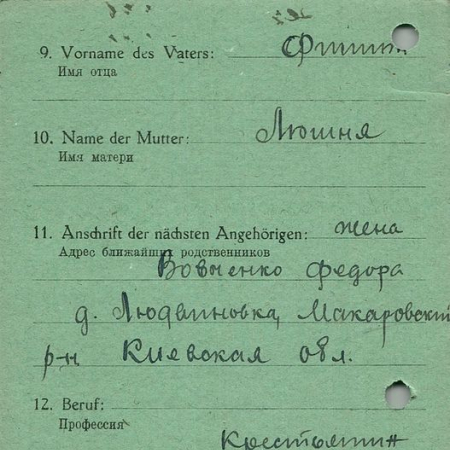 9. Vorname des Vaters:
Имя отца
10. Name der Mutter: Люшня
Имя матери
11. Anschrift der nächsten Angehörigen: жена
Адрес ближайших родственников
Вовченко Федора
д. Людвиновка, Макаровский
р-н Киевская обл.
12. Beruf:
Профессия
Крестьянин